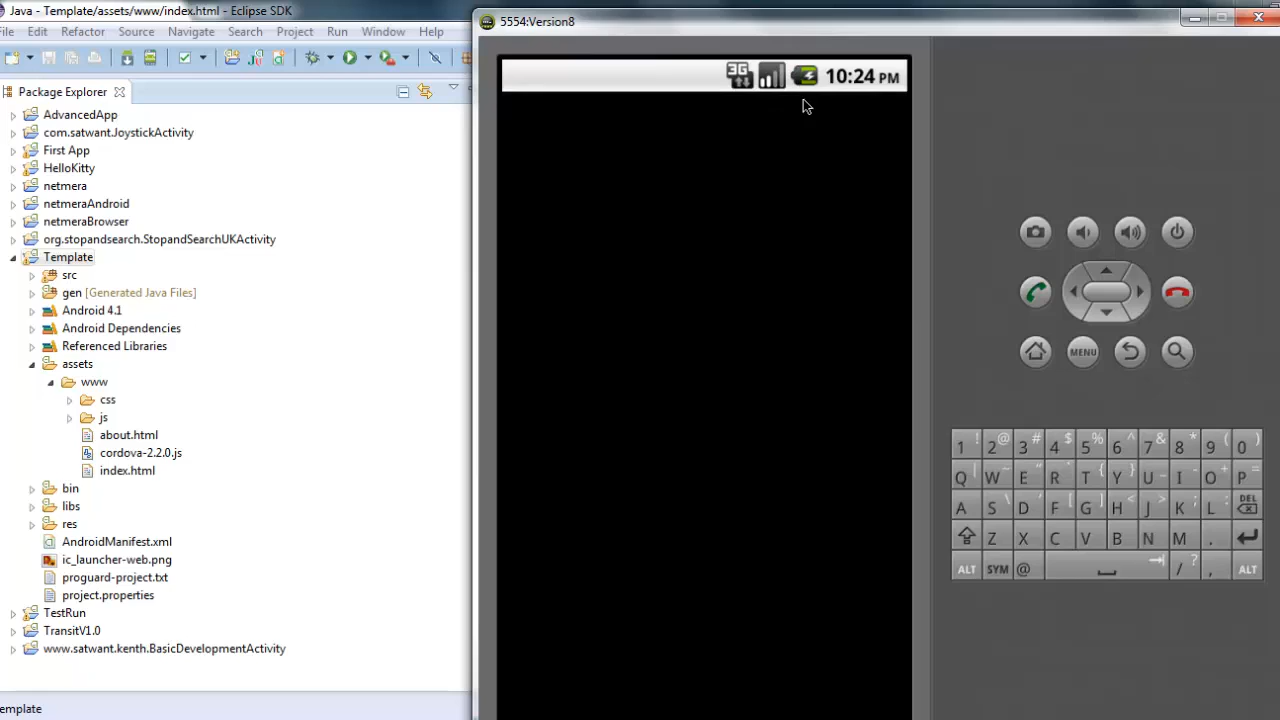 Java - Template/assets/www/index.html - Eclipse SDK
File Edit Refactor Source Navigate Search Project Run Window Help
Package Explorer
AdvancedApp
com.satwant.JoystickActivity
First App
HelloKitty
netmera
netmeraAndroid
netmeraBrowser
org.stopandsearch.StopandSearchUKActivity
Template
src
gen [Generated Java Files]
Android 4.1
Android Dependencies
Referenced Libraries
assets
www
css
js
about.html
cordova-2.2.0.js
index.html
bin
libs
res
AndroidManifest.xml
ic_launcher-web.png
proguard-project.txt
project.properties
TestRun
TransitV1.0
www.satwant.kenth.BasicDevelopmentActivity
emplate
5554:Version8
3G 10:24 PM
MENU
1 ! 2 @ 3 # 4 $ 5 % 6 ^ 7 & 8 * 9 ( 0 )
Q | W ~ E " R ` T { Y } U _ I - O + P =
A S \ D ' F [ G ] H < J > K ; L : DEL
Z X C V B N M .
ALT SYM @ / ? , ALT